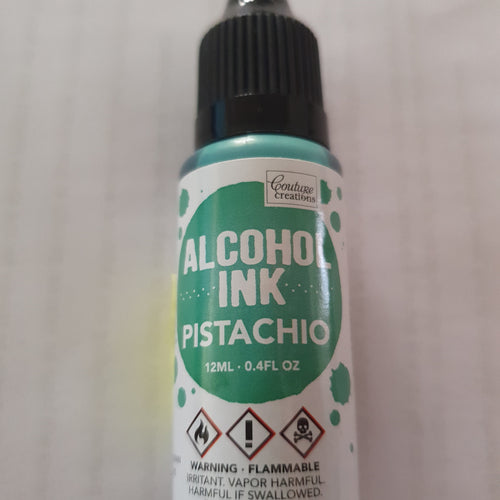 Couture
creations
ALCOHOL
INK
PISTACHIO
12ML · 0.4FL OZ
WARNING · FLAMMABLE
IRRITANT. VAPOR HARMFUL.
HARMFUL IF SWALLOWED.